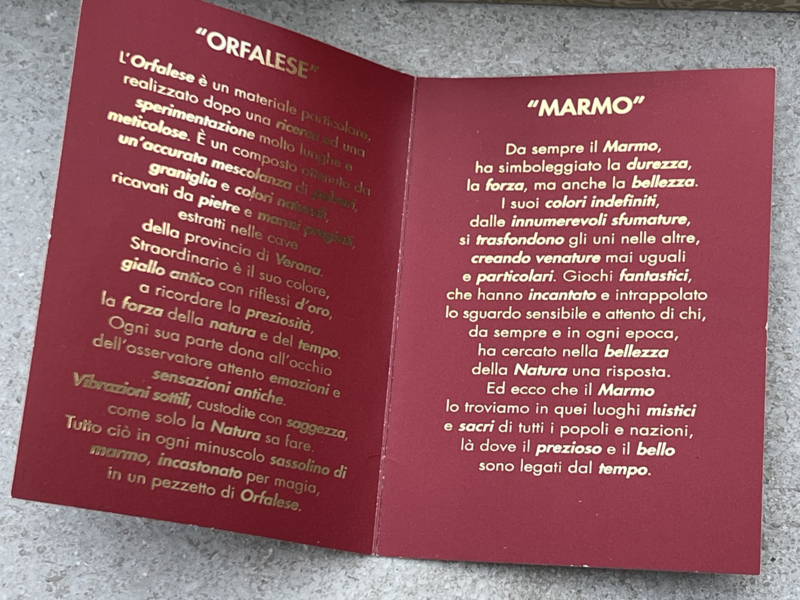 “ORFALESE”
L’Orfalese è un materiale particolare,
realizzato dopo una ricerca ed una
sperimentazione molto lunghe e
meticolose. È un composto ottenuto da
un’accurata mescolanza di
graniglia e colori naturali,
ricavati da pietre e marmi pregiati,
estratti nelle cave
della provincia di Verona.
Straordinario è il suo colore,
giallo antico con riflessi d’oro,
a ricordare la preziosità,
la forza della natura e del tempo.
Ogni sua parte dona all’occhio
dell’osservatore attento emozioni e
sensazioni antiche.
Vibrazioni sottili, custodite con saggezza,
come solo la Natura sa fare.
Tutto ciò in ogni minuscolo sassolino di
marmo, incastonato per magia,
in un pezzetto di Orfalese.
“MARMO”
Da sempre il Marmo,
ha simboleggiato la durezza,
la forza, ma anche la bellezza.
I suoi colori indefiniti,
dalle innumerevoli sfumature,
si trasfondono gli uni nelle altre,
creando venature mai uguali
e particolari. Giochi fantastici,
che hanno incantato e intrappolato
lo sguardo sensibile e attento di chi,
da sempre e in ogni epoca,
ha cercato nella bellezza
della Natura una risposta.
Ed ecco che il Marmo
lo troviamo in quei luoghi mistici
e sacri di tutti i popoli e nazioni,
là dove il prezioso e il bello
sono legati dal tempo.